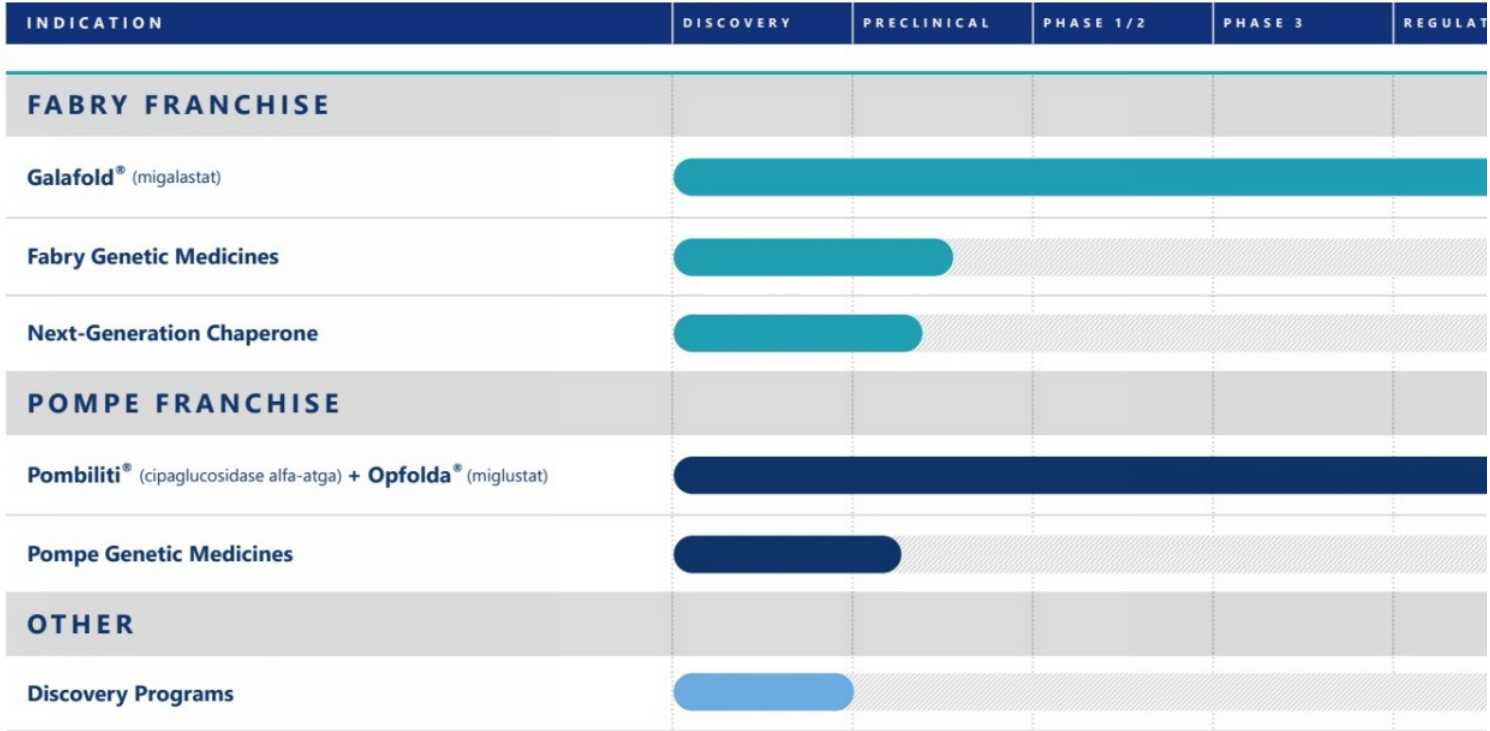 INDICATION DISCOVERY PRECLINICAL PHASE 1/2 PHASE 3 REGULAT
FABRY FRANCHISE
Galafold® (migalastat)
Fabry Genetic Medicines
Next-Generation Chaperone
POMPE FRANCHISE
Pombiliti® (cipaglucosidase alfa-atga) + Opfolda® (miglustat)
Pompe Genetic Medicines
OTHER
Discovery Programs